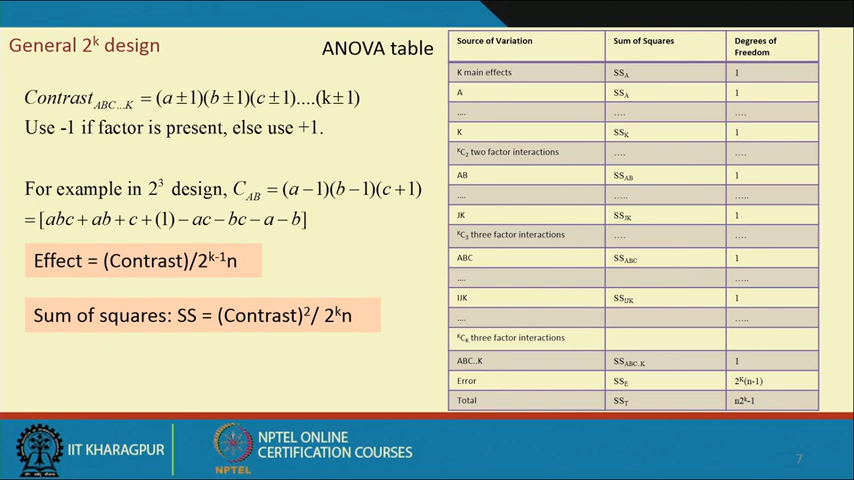 General 2^k design
ANOVA table
Contrast_ABC...K = (a ± 1)(b ± 1)(c ± 1)....(k ± 1)
Use -1 if factor is present, else use +1.
For example in 2^3 design, C_AB = (a − 1)(b − 1)(c + 1)
= [abc + ab + c + (1) − ac − bc − a − b]
Effect = (Contrast)/2^k-1n
Sum of squares: SS = (Contrast)^2/ 2^kn
Source of Variation Sum of Squares Degrees of Freedom
K main effects SS_A 1
A SS_A 1
.... .... ....
K SS_K 1
^KC_2 two factor interactions .... ....
AB SS_AB 1
.... ..... .....
JK SS_JK 1
^KC_3 three factor interactions .... ....
ABC SS_ABC 1
.... .....
IJK SS_IJK 1
.... .....
^KC_K three factor interactions
ABC..K SS_ABC..K 1
Error SS_E 2^K(n-1)
Total SS_T n2^k-1
IIT KHARAGPUR
NPTEL
NPTEL ONLINE
CERTIFICATION COURSES
7